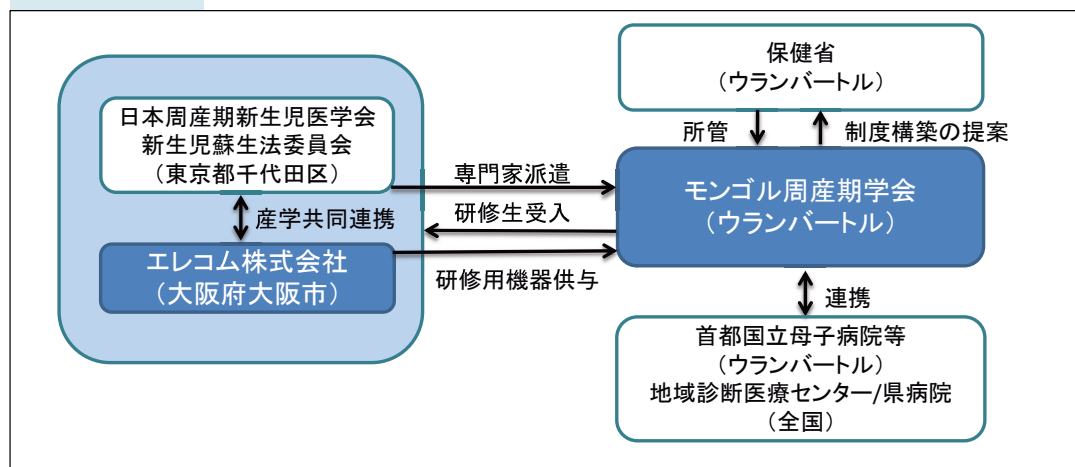 日本周産期新生児医学会
新生児蘇生法委員会
（東京都千代田区）
産学共同連携
エレコム株式会社
（大阪府大阪市）
専門家派遣
研修生受入
研修用機器供与
保健省
（ウランバートル）
所管
制度構築の提案
モンゴル周産期学会
（ウランバートル）
連携
首都国立母子病院等
（ウランバートル）
地域診断医療センター/県病院
（全国）